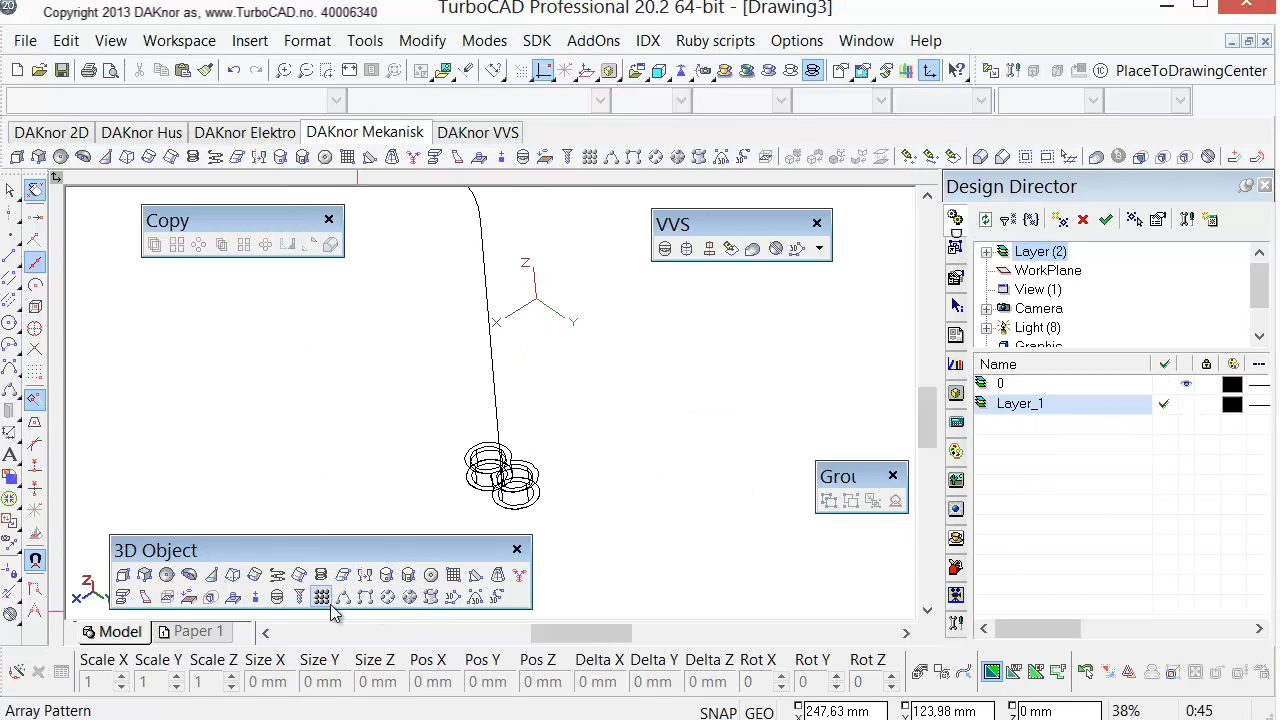 20 Copyright 2013 DAKnor as, www.TurboCAD.no. 40006340 TurboCAD Professional 20.2 64-bit - [Drawing3]
File Edit View Workspace Insert Format Tools Modify Modes SDK AddOns IDX Ruby scripts Options Window Help
PlaceToDrawingCenter
DAKnor 2D DAKnor Hus DAKnor Elektro DAKnor Mekanisk DAKnor VVS
Design Director
Copy
VVS
Layer (2)
WorkPlane
View (1)
Camera
Light (8)
Z
X Y
Name
0
Layer_1
Grou
3D Object
Z
X
Model Paper 1
Scale X Scale Y Scale Z Size X Size Y Size Z Pos X Pos Y Pos Z Delta X Delta Y Delta Z Rot X Rot Y Rot Z
1 1 1 0 mm 0 mm 0 mm 0 mm 0 mm 0 mm 0 mm 0 mm 0 mm 0 0 0
Array Pattern SNAP GEO X 247.63 mm Y 123.98 mm Z 0 mm 38% 0:45